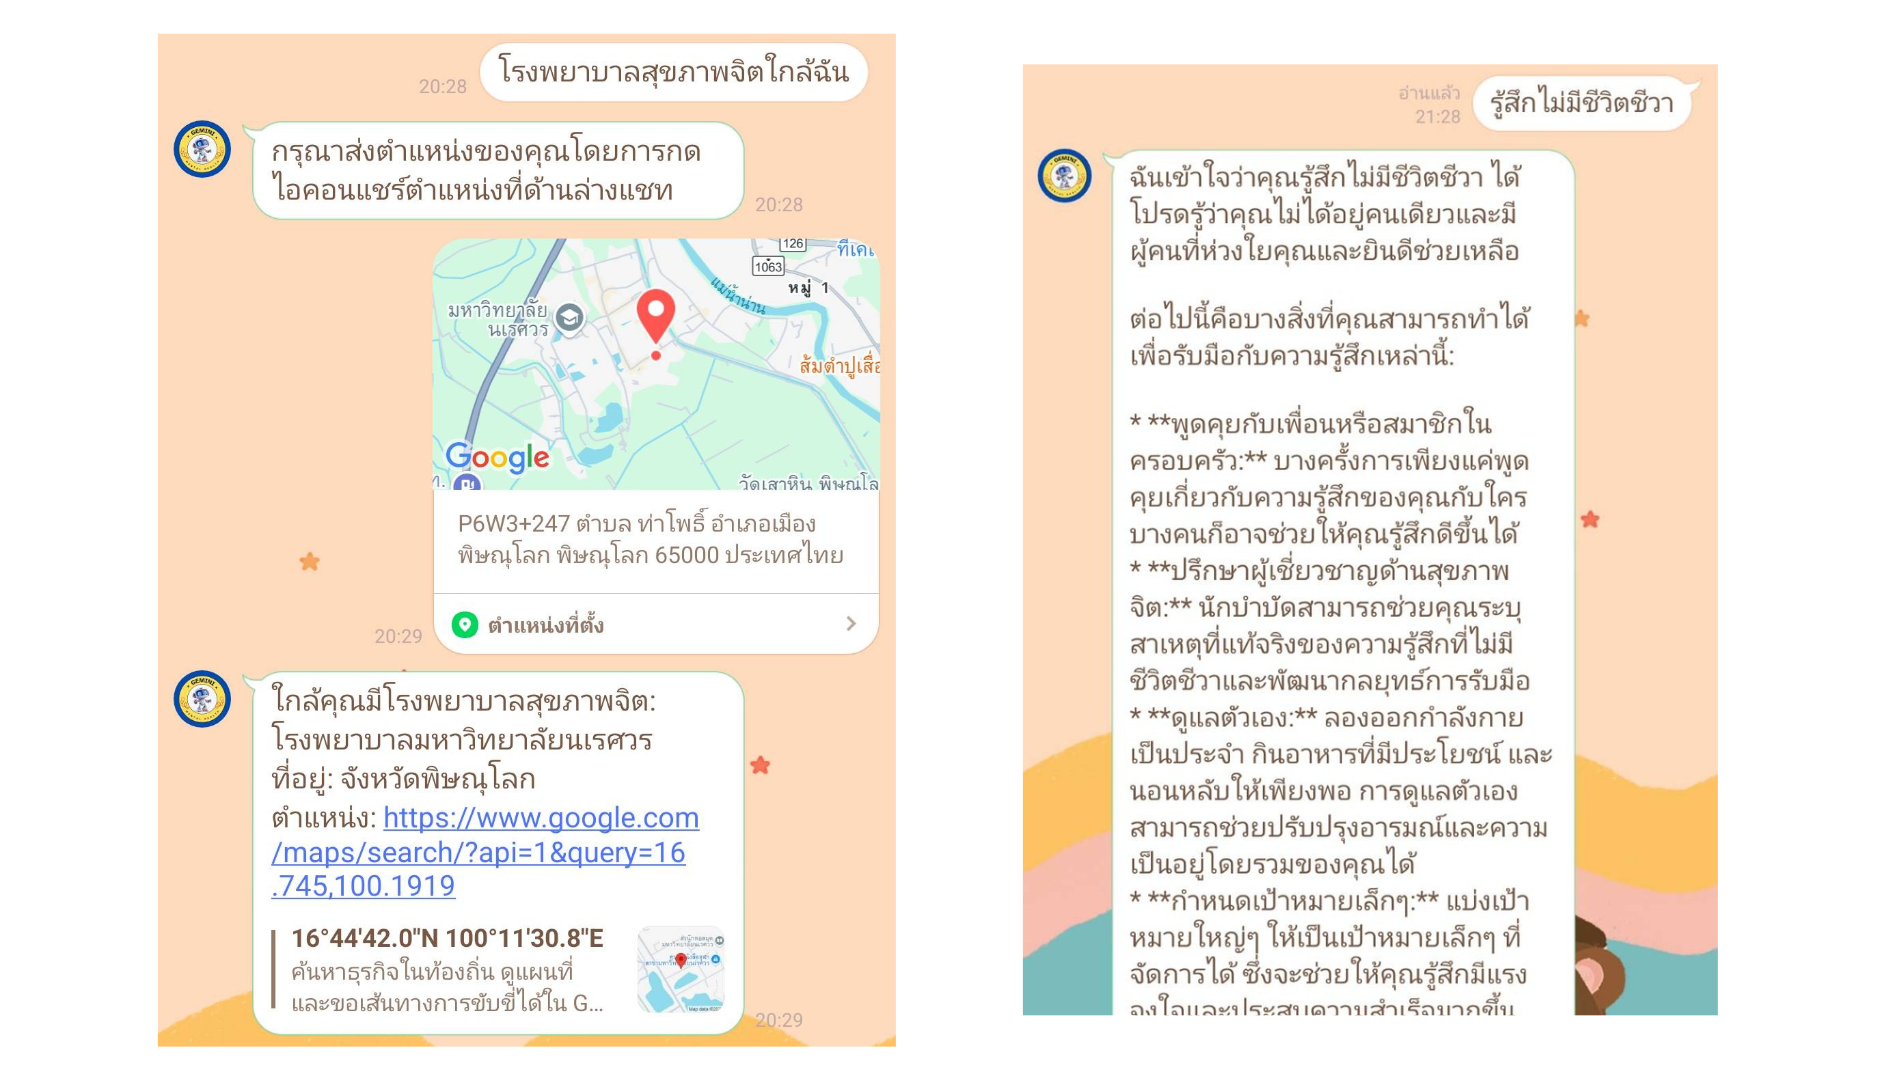 โรงพยาบาลสุขภาพจิตใกล้ฉัน
20:28
GEMINI
กรุณาส่งตำแหน่งของคุณโดยการกด
ไอคอนแชร์ตำแหน่งที่ด้านล่างแชท
20:28
126
1063
หมู่ 1
แม่น้ำน่าน
มหาวิทยาลัย
นเรศวร
ส้มตำปูเสื่อ
Google
วัดเสาหิน พิษณุโล
P6W3+247 ตำบล ท่าโพธิ์ อำเภอเมือง
พิษณุโลก พิษณุโลก 65000 ประเทศไทย
ตำแหน่งที่ตั้ง
20:29
GEMINI
ใกล้คุณมีโรงพยาบาลสุขภาพจิต:
โรงพยาบาลมหาวิทยาลัยนเรศวร
ที่อยู่: จังหวัดพิษณุโลก
ตำแหน่ง: https://www.google.com
/maps/search/?api=1&query=16
.745,100.1919
16°44'42.0"N 100°11'30.8"E
ค้นหาธุรกิจในท้องถิ่น ดูแผนที่
และขอเส้นทางการขับขี่ได้ใน G...
20:29
รู้สึกไม่มีชีวิตชีวา
อ่านแล้ว
21:28
GEMINI
ฉันเข้าใจว่าคุณรู้สึกไม่มีชีวิตชีวา ได้
โปรดรู้ว่าคุณไม่ได้อยู่คนเดียวและมี
ผู้คนที่ห่วงใยคุณและยินดีช่วยเหลือ
ต่อไปนี้คือบางสิ่งที่คุณสามารถทำได้
เพื่อรับมือกับความรู้สึกเหล่านี้:
* **พูดคุยกับเพื่อนหรือสมาชิกใน
ครอบครัว:** บางครั้งการเพียงแค่พูด
คุยเกี่ยวกับความรู้สึกของคุณกับใคร
บางคนก็อาจช่วยให้คุณรู้สึกดีขึ้นได้
* **ปรึกษาผู้เชี่ยวชาญด้านสุขภาพ
จิต:** นักบำบัดสามารถช่วยคุณระบุ
สาเหตุที่แท้จริงของความรู้สึกที่ไม่มี
ชีวิตชีวาและพัฒนากลยุทธ์การรับมือ
* **ดูแลตัวเอง:** ลองออกกำลังกาย
เป็นประจำ กินอาหารที่มีประโยชน์ และ
นอนหลับให้เพียงพอ การดูแลตัวเอง
สามารถช่วยปรับปรุงอารมณ์และความ
เป็นอยู่โดยรวมของคุณได้
* **กำหนดเป้าหมายเล็กๆ:** แบ่งเป้า
หมายใหญ่ๆ ให้เป็นเป้าหมายเล็กๆ ที่
จัดการได้ ซึ่งจะช่วยให้คุณรู้สึกมีแรง
จูงใจและประสบความสำเร็จมากขึ้น